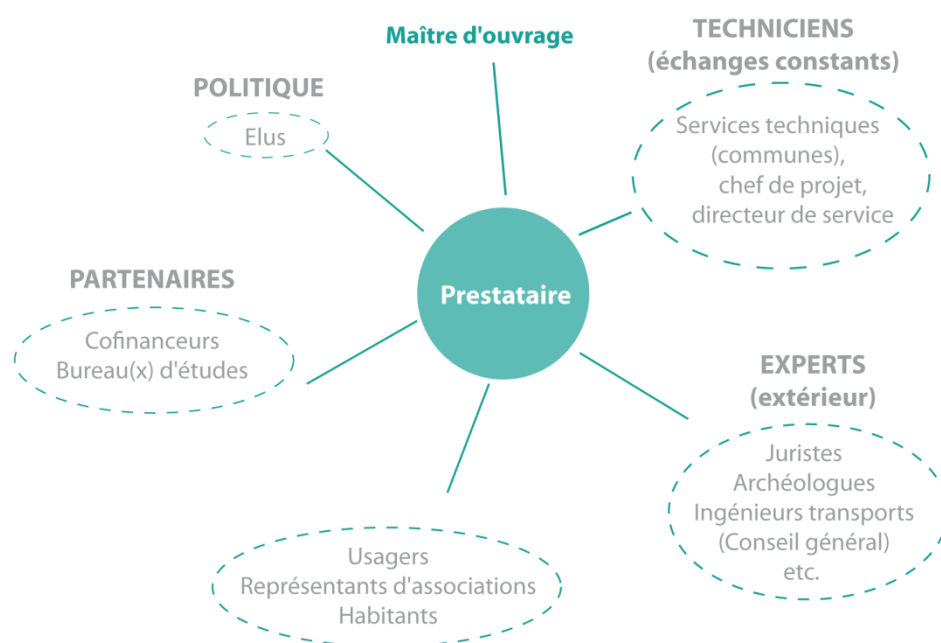 Maître d'ouvrage
TECHNICIENS
(échanges constants)
Services techniques
(communes),
chef de projet,
directeur de service
POLITIQUE
Elus
Prestataire
PARTENAIRES
Cofinanceurs
Bureau(x) d'études
EXPERTS
(extérieur)
Juristes
Archéologues
Ingénieurs transports
(Conseil général)
etc.
Usagers
Représentants d'associations
Habitants